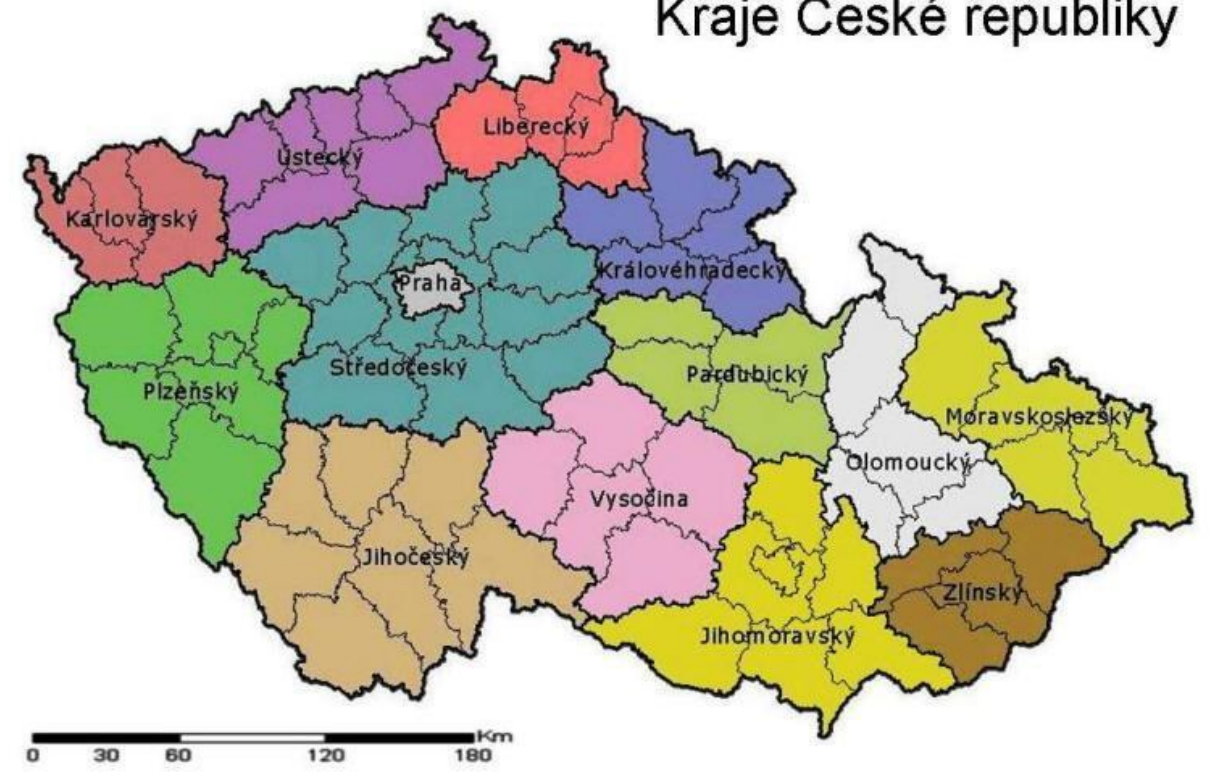 Kraje České republiky
Liberecký
Ústecký
Karlovarský
Královéhradecký
Praha
Středočeský
Pardubický
Plzeňský
Moravskoslezský
Olomoucký
Vysočina
Jihočeský
Zlínský
Jihomoravský
Km
0 30 60 120 180